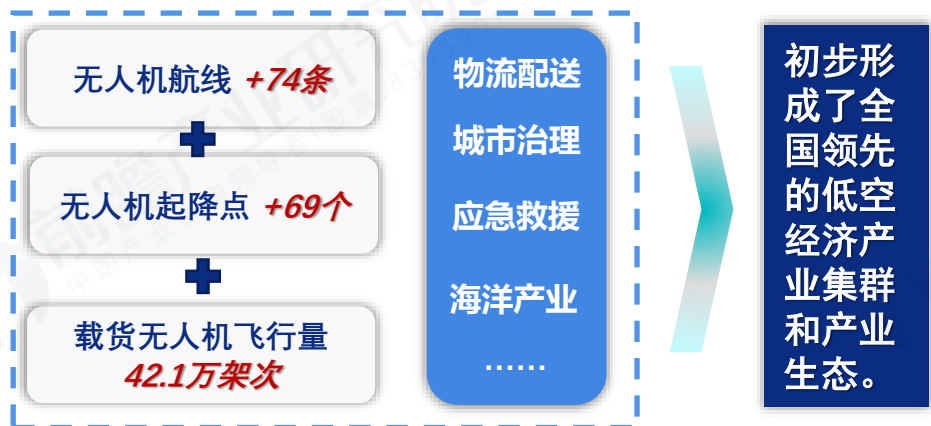 无人机航线 +74条
无人机起降点 +69个
载货无人机飞行量
42.1万架次
物流配送
城市治理
应急救援
海洋产业
······
初步形
成了全
国领先
的低空
经济产
业集群
和产业
生态。